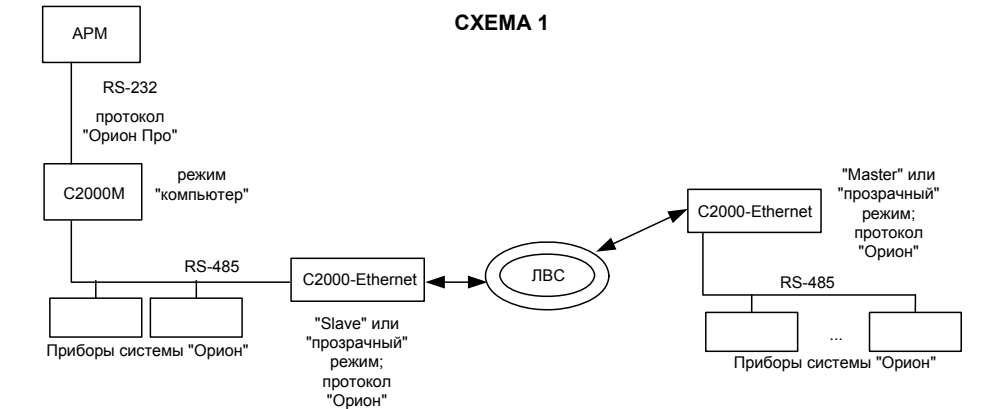 СХЕМА 1
АРМ
RS-232
протокол
"Орион Про"
С2000М
режим
"компьютер"
RS-485
С2000-Ethernet
"Slave" или
"прозрачный"
режим;
протокол
"Орион"
Приборы системы "Орион"
ЛВС
С2000-Ethernet
"Master" или
"прозрачный"
режим;
протокол
"Орион"
RS-485
...
Приборы системы "Орион"